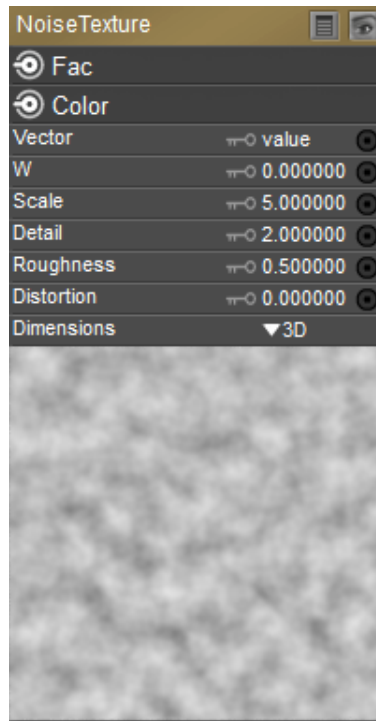 NoiseTexture
Fac
Color
Vector value
W 0.000000
Scale 5.000000
Detail 2.000000
Roughness 0.500000
Distortion 0.000000
Dimensions 3D